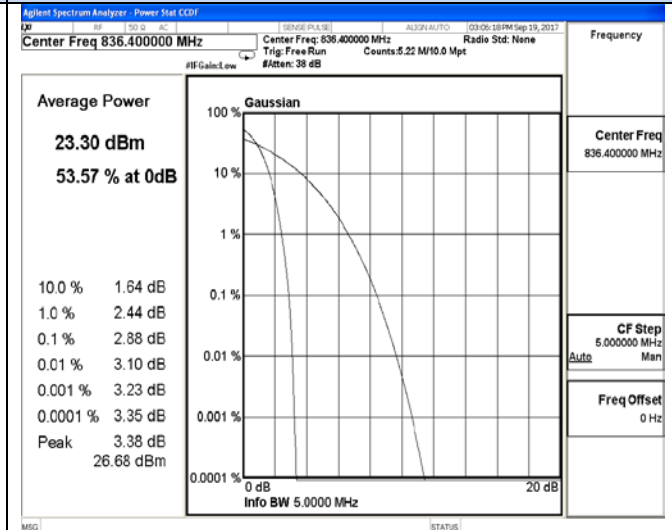 Agilent Spectrum Analyzer - Power Stat CCDF
LXI RF 50 Ω AC SENSE:PULSE ALIGN AUTO 03:06:18 PM Sep 19, 2017
Center Freq 836.400000 MHz
Center Freq: 836.400000 MHz Radio Std: None
Trig: Free Run Counts:5.22 M/10.0 Mpt
#IFGain:Low #Atten: 38 dB
Average Power
23.30 dBm
53.57 % at 0dB
10.0 % 1.64 dB
1.0 % 2.44 dB
0.1 % 2.88 dB
0.01 % 3.10 dB
0.001 % 3.23 dB
0.0001 % 3.35 dB
Peak 3.38 dB
26.68 dBm
Gaussian
100 %
10 %
1 %
0.1 %
0.01 %
0.001 %
0.0001 %
0 dB 20 dB
Info BW 5.0000 MHz
Frequency
Center Freq
836.400000 MHz
CF Step
5.000000 MHz
Auto Man
Freq Offset
0 Hz
MSG STATUS